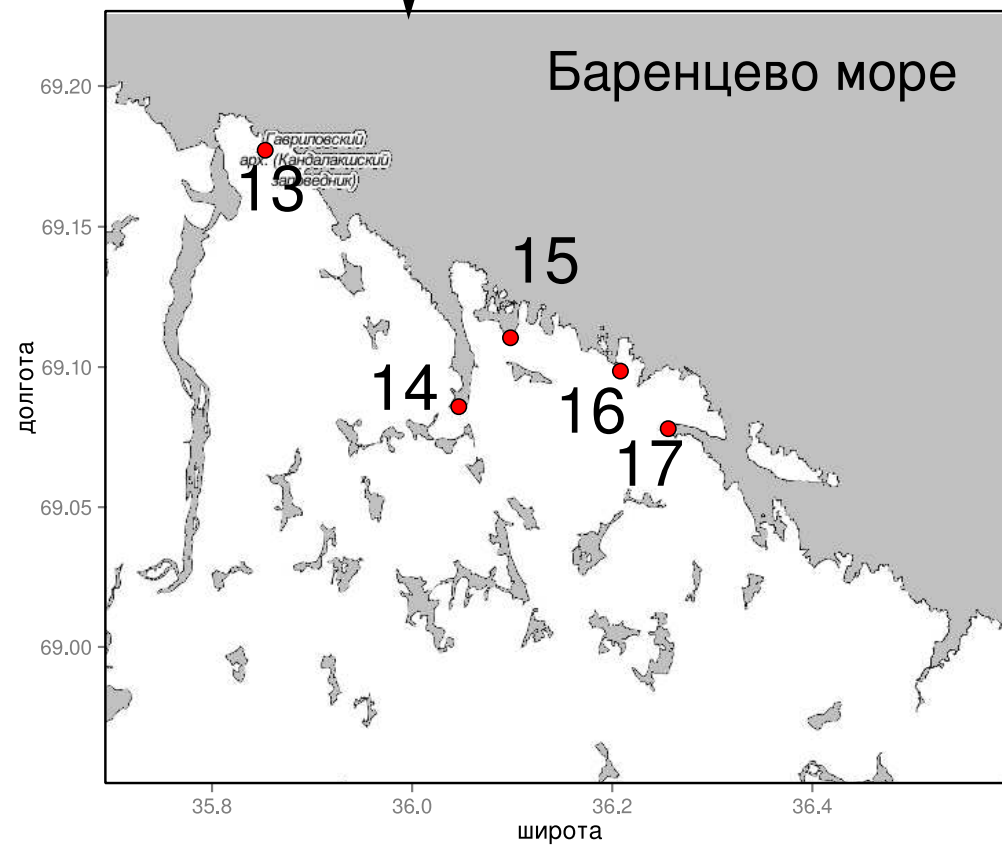 Баренцево море
69.20
Гавриловский
арх. (Кандалакшский
заповедник)
13
69.15
15
69.10
14
16
17
долгота
69.05
69.00
35.8
36.0
36.2
36.4
широта